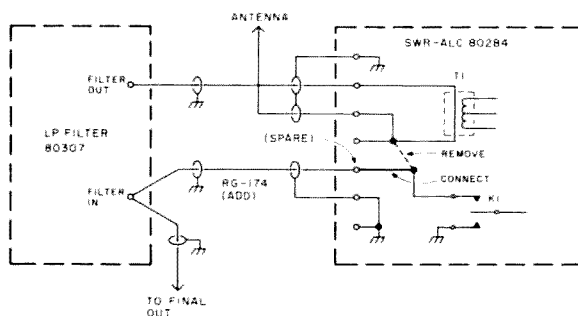 ANTENNA
SWR-ALC 80284
T1
FILTER
OUT
LP FILTER
80307
(SPARE)
REMOVE
CONNECT
FILTER
IN
RG-174
(ADD)
K1
TO FINAL
OUT